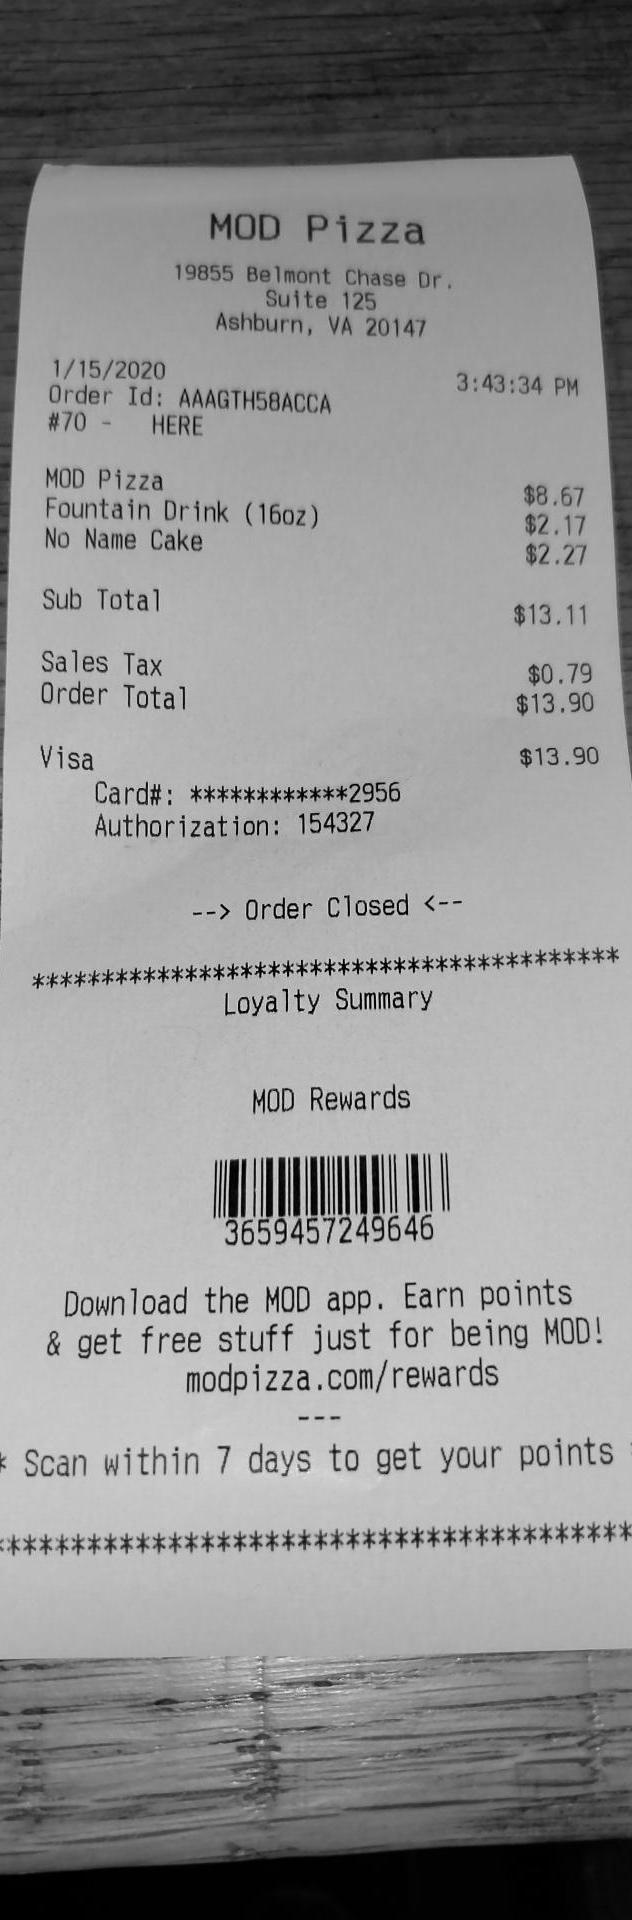 MOD Pizza
19855 Belmont Chase Dr.
Suite 125
Ashburn, VA 20147
1/15/2020 3:43:34 PM
Order Id: AAAGTH58ACCA
#70 - HERE
MOD Pizza $8.67
Fountain Drink (16oz) $2.17
No Name Cake $2.27
Sub Total $13.11
Sales Tax $0.79
Order Total $13.90
Visa $13.90
Card#: ************2956
Authorization: 154327
--> Order Closed <--
******************************************
Loyalty Summary
MOD Rewards
3659457249646
Download the MOD app. Earn points
& get free stuff just for being MOD!
modpizza.com/rewards
---
* Scan within 7 days to get your points *
******************************************